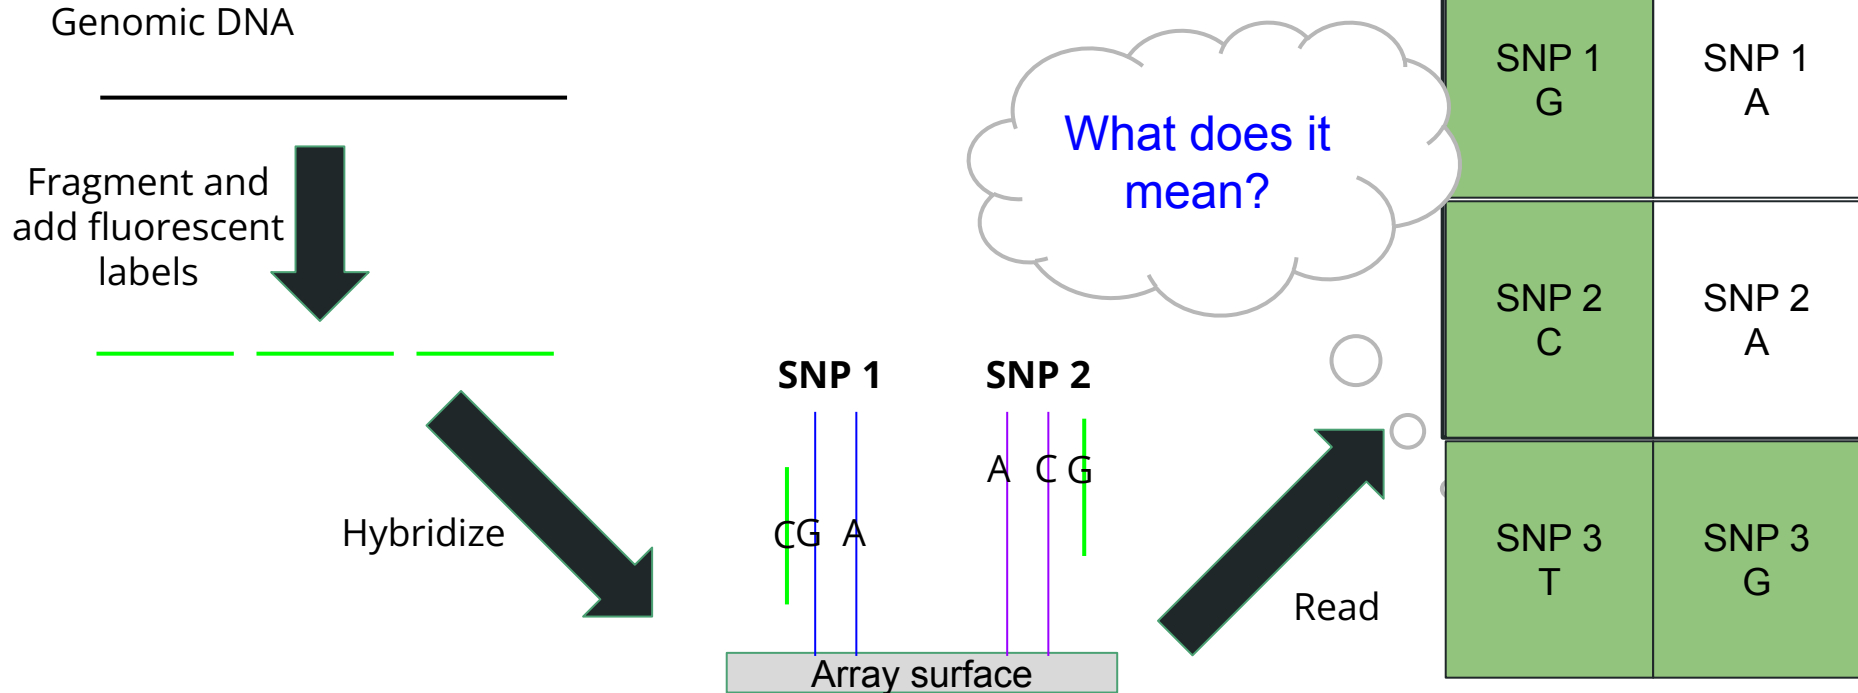 Genomic DNA
Fragment and
add fluorescent
labels
Hybridize
SNP 1
SNP 2
CG A
A C G
Array surface
Read
What does it
mean?
SNP 1
G
SNP 1
A
SNP 2
C
SNP 2
A
SNP 3
T
SNP 3
G